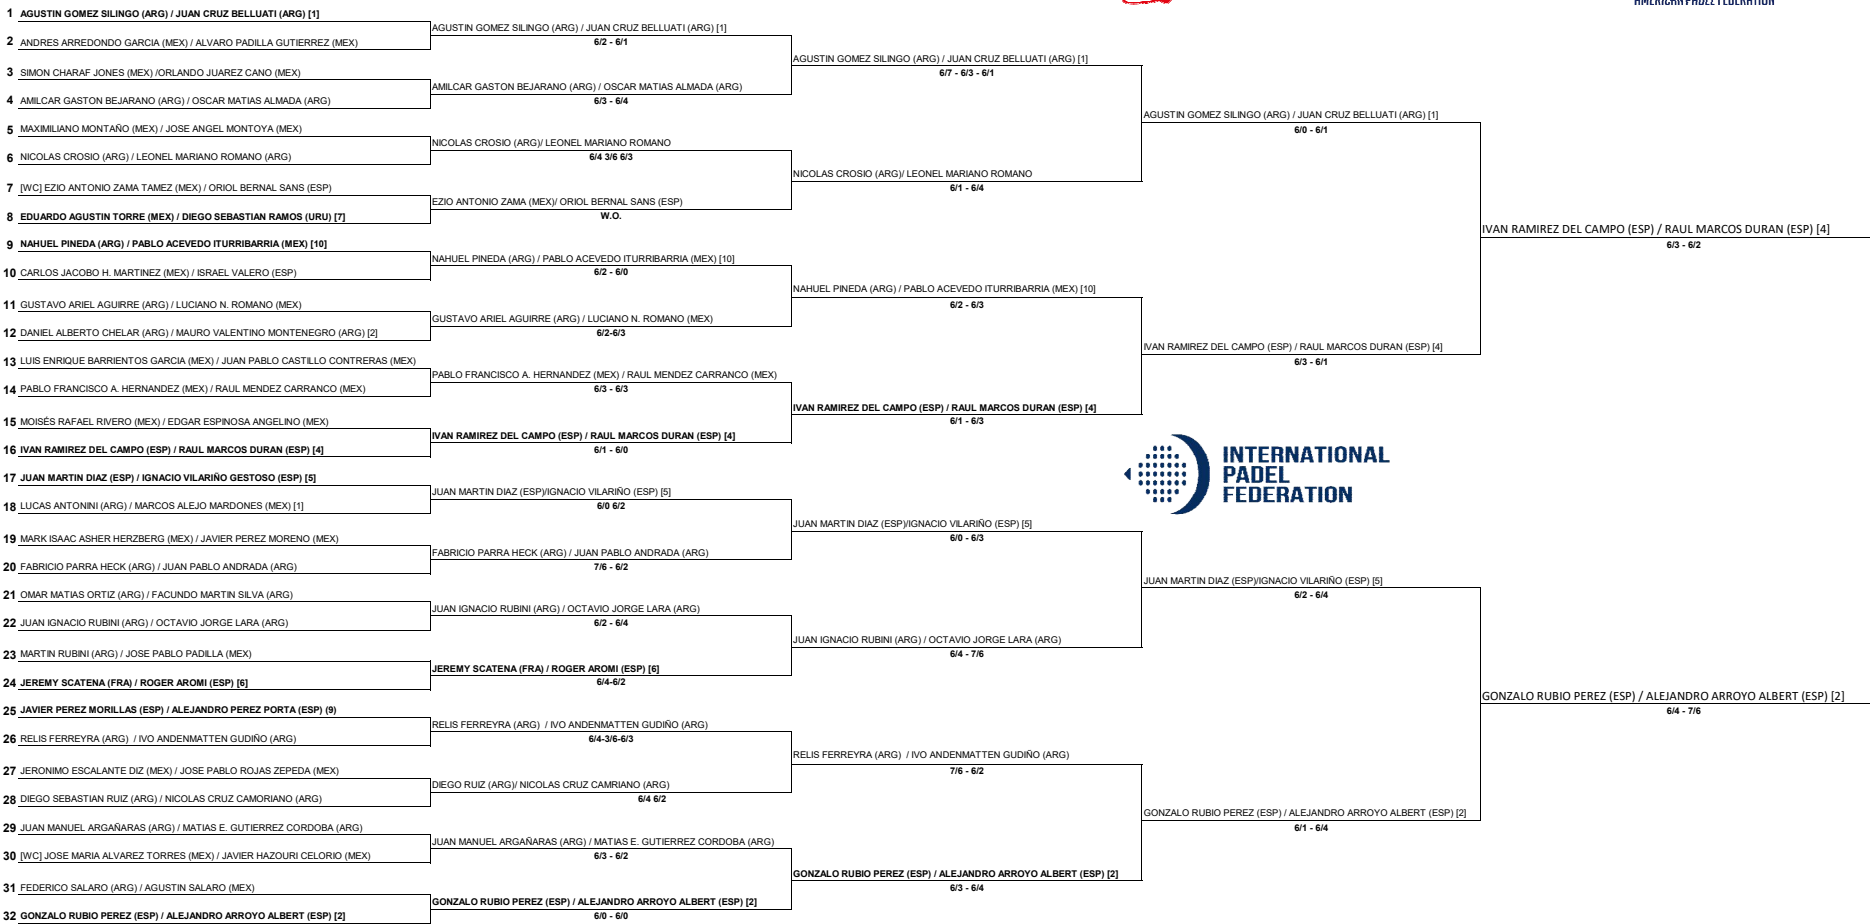 AMERICAN PADEL FEDERATION
1 AGUSTIN GOMEZ SILINGO (ARG) / JUAN CRUZ BELLUATI (ARG) [1]
2 ANDRES ARREDONDO GARCIA (MEX) / ALVARO PADILLA GUTIERREZ (MEX)
3 SIMON CHARAF JONES (MEX) /ORLANDO JUAREZ CANO (MEX)
4 AMILCAR GASTON BEJARANO (ARG) / OSCAR MATIAS ALMADA (ARG)
5 MAXIMILIANO MONTAÑO (MEX) / JOSE ANGEL MONTOYA (MEX)
6 NICOLAS CROSIO (ARG) / LEONEL MARIANO ROMANO (ARG)
7 [WC] EZIO ANTONIO ZAMA TAMEZ (MEX) / ORIOL BERNAL SANS (ESP)
8 EDUARDO AGUSTIN TORRE (MEX) / DIEGO SEBASTIAN RAMOS (URU) [7]
9 NAHUEL PINEDA (ARG) / PABLO ACEVEDO ITURRIBARRIA (MEX) [10]
10 CARLOS JACOBO H. MARTINEZ (MEX) / ISRAEL VALERO (ESP)
11 GUSTAVO ARIEL AGUIRRE (ARG) / LUCIANO N. ROMANO (MEX)
12 DANIEL ALBERTO CHELAR (ARG) / MAURO VALENTINO MONTENEGRO (ARG) [2]
13 LUIS ENRIQUE BARRIENTOS GARCIA (MEX) / JUAN PABLO CASTILLO CONTRERAS (MEX)
14 PABLO FRANCISCO A. HERNANDEZ (MEX) / RAUL MENDEZ CARRANCO (MEX)
15 MOISÉS RAFAEL RIVERO (MEX) / EDGAR ESPINOSA ANGELINO (MEX)
16 IVAN RAMIREZ DEL CAMPO (ESP) / RAUL MARCOS DURAN (ESP) [4]
17 JUAN MARTIN DIAZ (ESP) / IGNACIO VILARIÑO GESTOSO (ESP) [5]
18 LUCAS ANTONINI (ARG) / MARCOS ALEJO MARDONES (MEX) [1]
19 MARK ISAAC ASHER HERZBERG (MEX) / JAVIER PEREZ MORENO (MEX)
20 FABRICIO PARRA HECK (ARG) / JUAN PABLO ANDRADA (ARG)
21 OMAR MATIAS ORTIZ (ARG) / FACUNDO MARTIN SILVA (ARG)
22 JUAN IGNACIO RUBINI (ARG) / OCTAVIO JORGE LARA (ARG)
23 MARTIN RUBINI (ARG) / JOSE PABLO PADILLA (MEX)
24 JEREMY SCATENA (FRA) / ROGER AROMI (ESP) [6]
25 JAVIER PEREZ MORILLAS (ESP) / ALEJANDRO PEREZ PORTA (ESP) (9)
26 RELIS FERREYRA (ARG) / IVO ANDENMATTEN GUDIÑO (ARG)
27 JERONIMO ESCALANTE DIZ (MEX) / JOSE PABLO ROJAS ZEPEDA (MEX)
28 DIEGO SEBASTIAN RUIZ (ARG) / NICOLAS CRUZ CAMORIANO (ARG)
29 JUAN MANUEL ARGAÑARAS (ARG) / MATIAS E. GUTIERREZ CORDOBA (ARG)
30 [WC] JOSE MARIA ALVAREZ TORRES (MEX) / JAVIER HAZOURI CELORIO (MEX)
31 FEDERICO SALARO (ARG) / AGUSTIN SALARO (MEX)
32 GONZALO RUBIO PEREZ (ESP) / ALEJANDRO ARROYO ALBERT (ESP) [2]
AGUSTIN GOMEZ SILINGO (ARG) / JUAN CRUZ BELLUATI (ARG) [1]
6/2 - 6/1
AMILCAR GASTON BEJARANO (ARG) / OSCAR MATIAS ALMADA (ARG)
6/3 - 6/4
NICOLAS CROSIO (ARG)/ LEONEL MARIANO ROMANO
6/4 3/6 6/3
EZIO ANTONIO ZAMA (MEX)/ ORIOL BERNAL SANS (ESP)
W.O.
NAHUEL PINEDA (ARG) / PABLO ACEVEDO ITURRIBARRIA (MEX) [10]
6/2 - 6/0
GUSTAVO ARIEL AGUIRRE (ARG) / LUCIANO N. ROMANO (MEX)
6/2-6/3
PABLO FRANCISCO A. HERNANDEZ (MEX) / RAUL MENDEZ CARRANCO (MEX)
6/3 - 6/3
IVAN RAMIREZ DEL CAMPO (ESP) / RAUL MARCOS DURAN (ESP) [4]
6/1 - 6/0
JUAN MARTIN DIAZ (ESP)/IGNACIO VILARIÑO (ESP) [5]
6/0 6/2
FABRICIO PARRA HECK (ARG) / JUAN PABLO ANDRADA (ARG)
7/6 - 6/2
JUAN IGNACIO RUBINI (ARG) / OCTAVIO JORGE LARA (ARG)
6/2 - 6/4
JEREMY SCATENA (FRA) / ROGER AROMI (ESP) [6]
6/4-6/2
RELIS FERREYRA (ARG) / IVO ANDENMATTEN GUDIÑO (ARG)
6/4-3/6-6/3
DIEGO RUIZ (ARG)/ NICOLAS CRUZ CAMRIANO (ARG)
6/4 6/2
JUAN MANUEL ARGAÑARAS (ARG) / MATIAS E. GUTIERREZ CORDOBA (ARG)
6/3 - 6/2
GONZALO RUBIO PEREZ (ESP) / ALEJANDRO ARROYO ALBERT (ESP) [2]
6/0 - 6/0
AGUSTIN GOMEZ SILINGO (ARG) / JUAN CRUZ BELLUATI (ARG) [1]
6/7 - 6/3 - 6/1
NICOLAS CROSIO (ARG)/ LEONEL MARIANO ROMANO
6/1 - 6/4
NAHUEL PINEDA (ARG) / PABLO ACEVEDO ITURRIBARRIA (MEX) [10]
6/2 - 6/3
IVAN RAMIREZ DEL CAMPO (ESP) / RAUL MARCOS DURAN (ESP) [4]
6/1 - 6/3
JUAN MARTIN DIAZ (ESP)/IGNACIO VILARIÑO (ESP) [5]
6/0 - 6/3
JUAN IGNACIO RUBINI (ARG) / OCTAVIO JORGE LARA (ARG)
6/4 - 7/6
RELIS FERREYRA (ARG) / IVO ANDENMATTEN GUDIÑO (ARG)
7/6 - 6/2
GONZALO RUBIO PEREZ (ESP) / ALEJANDRO ARROYO ALBERT (ESP) [2]
6/3 - 6/4
AGUSTIN GOMEZ SILINGO (ARG) / JUAN CRUZ BELLUATI (ARG) [1]
6/0 - 6/1
IVAN RAMIREZ DEL CAMPO (ESP) / RAUL MARCOS DURAN (ESP) [4]
6/3 - 6/1
INTERNATIONAL
PADEL
FEDERATION
JUAN MARTIN DIAZ (ESP)/IGNACIO VILARIÑO (ESP) [5]
6/2 - 6/4
GONZALO RUBIO PEREZ (ESP) / ALEJANDRO ARROYO ALBERT (ESP) [2]
6/1 - 6/4
IVAN RAMIREZ DEL CAMPO (ESP) / RAUL MARCOS DURAN (ESP) [4]
6/3 - 6/2
GONZALO RUBIO PEREZ (ESP) / ALEJANDRO ARROYO ALBERT (ESP) [2]
6/4 - 7/6